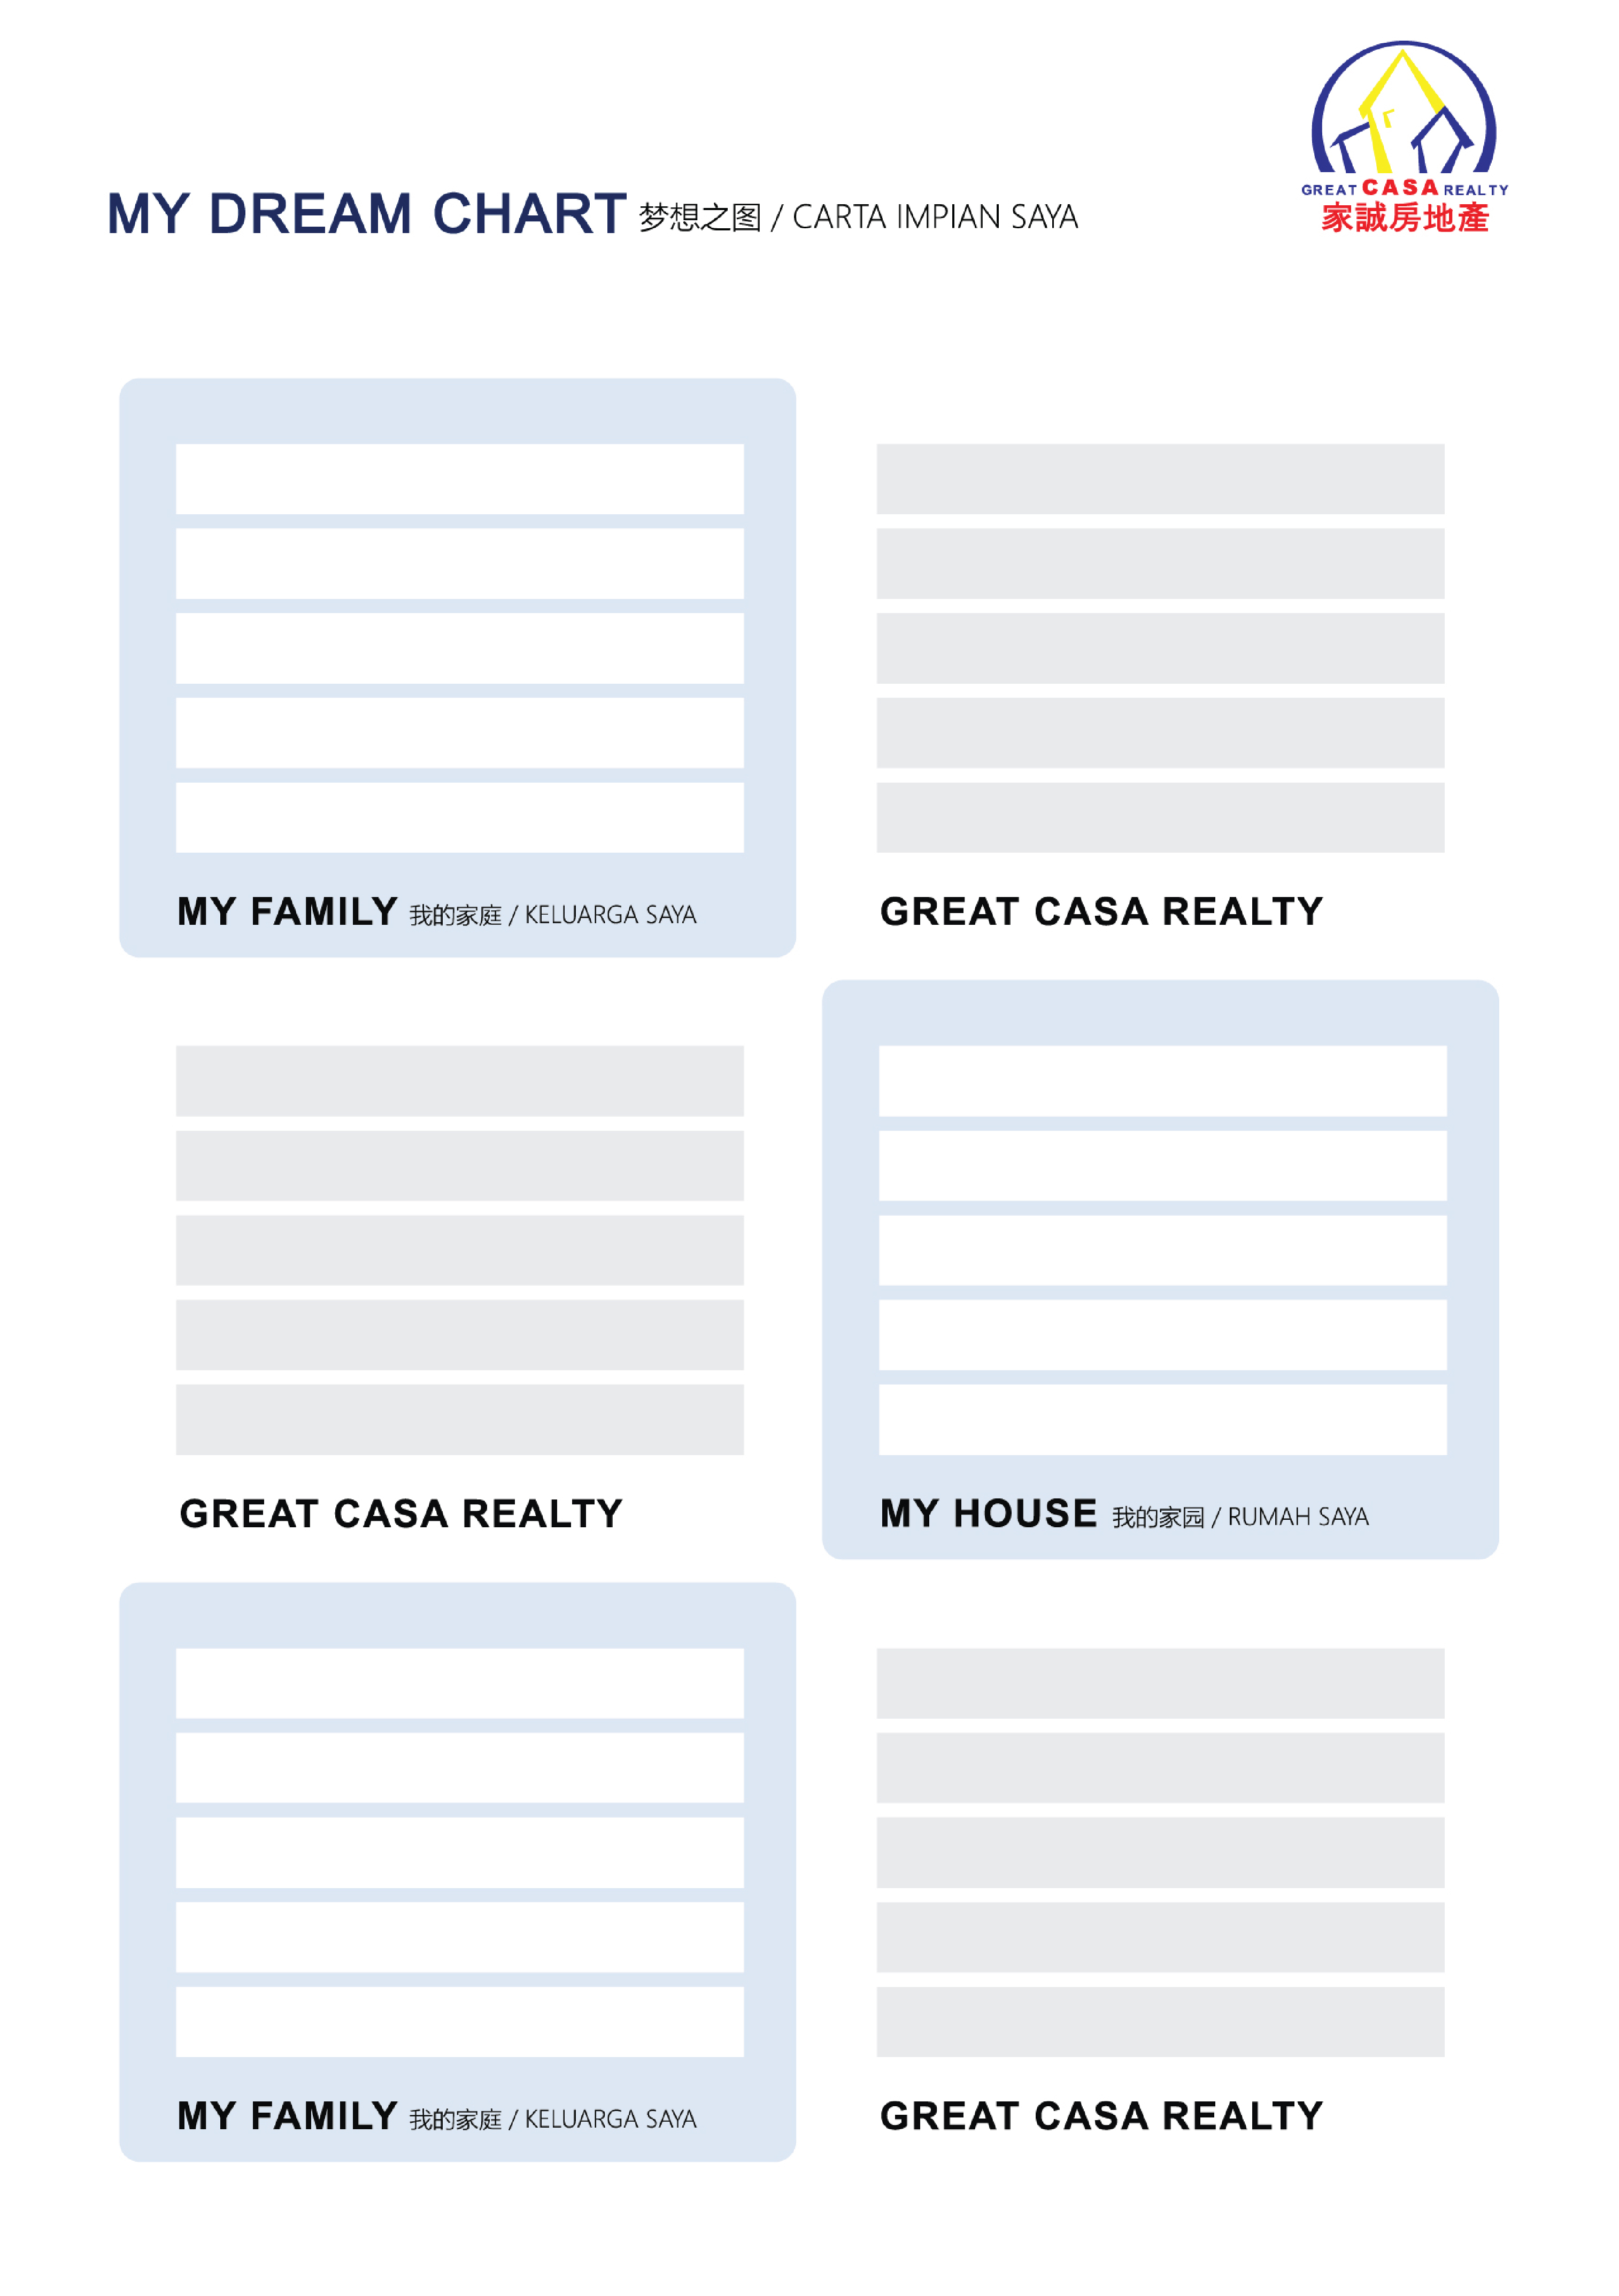 GREAT CASA REALTY
家誠房地產
MY DREAM CHART 梦想之图 / CARTA IMPIAN SAYA
MY FAMILY 我的家庭 / KELUARGA SAYA
GREAT CASA REALTY
GREAT CASA REALTY
MY HOUSE 我的家园 / RUMAH SAYA
MY FAMILY 我的家庭 / KELUARGA SAYA
GREAT CASA REALTY